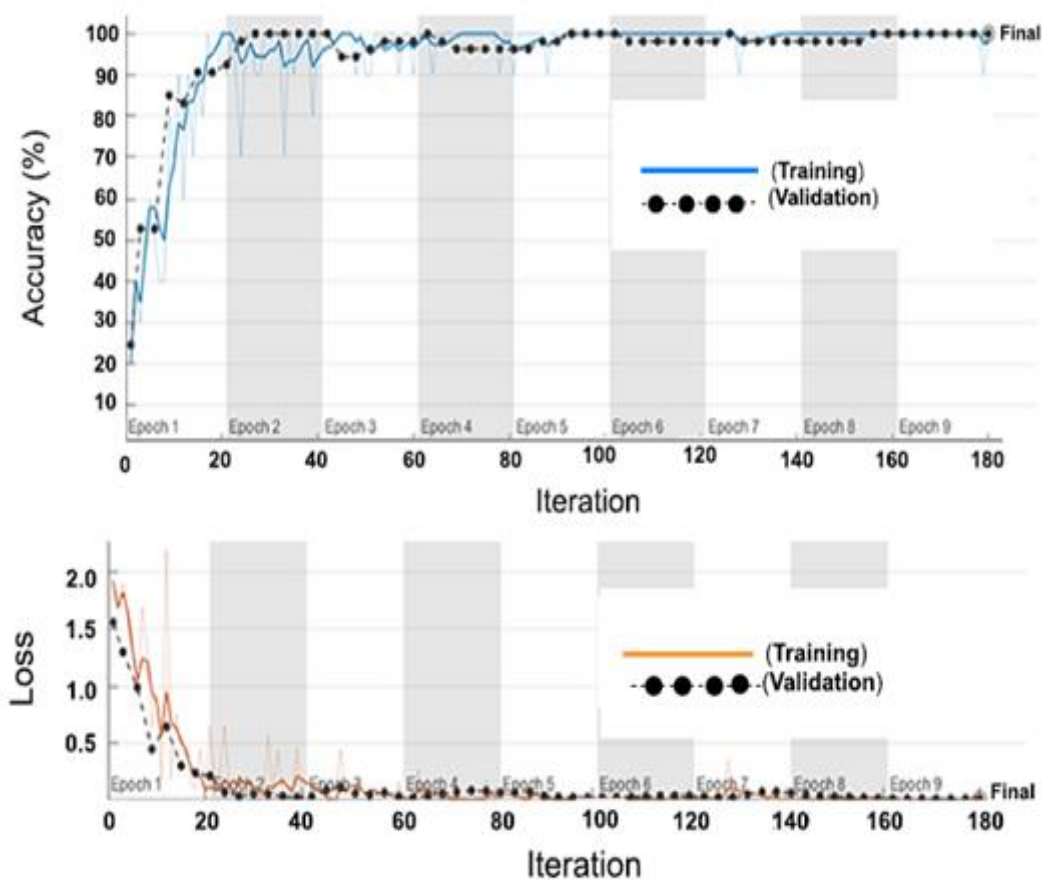 Accuracy (%)
100
90
80
70
60
50
40
30
20
10
Final
(Training)
(Validation)
Epoch 1
Epoch 2
Epoch 3
Epoch 4
Epoch 5
Epoch 6
Epoch 7
Epoch 8
Epoch 9
0 20 40 60 80 100 120 140 160 180
Iteration
Loss
2.0
1.5
1.0
0.5
(Training)
(Validation)
Epoch 1
2
Epoch 3
Epoch 4
Epoch 5
Epoch 6
Epoch 7
Epoch 8
Epoch 9
Final
0 20 40 60 80 100 120 140 160 180
Iteration